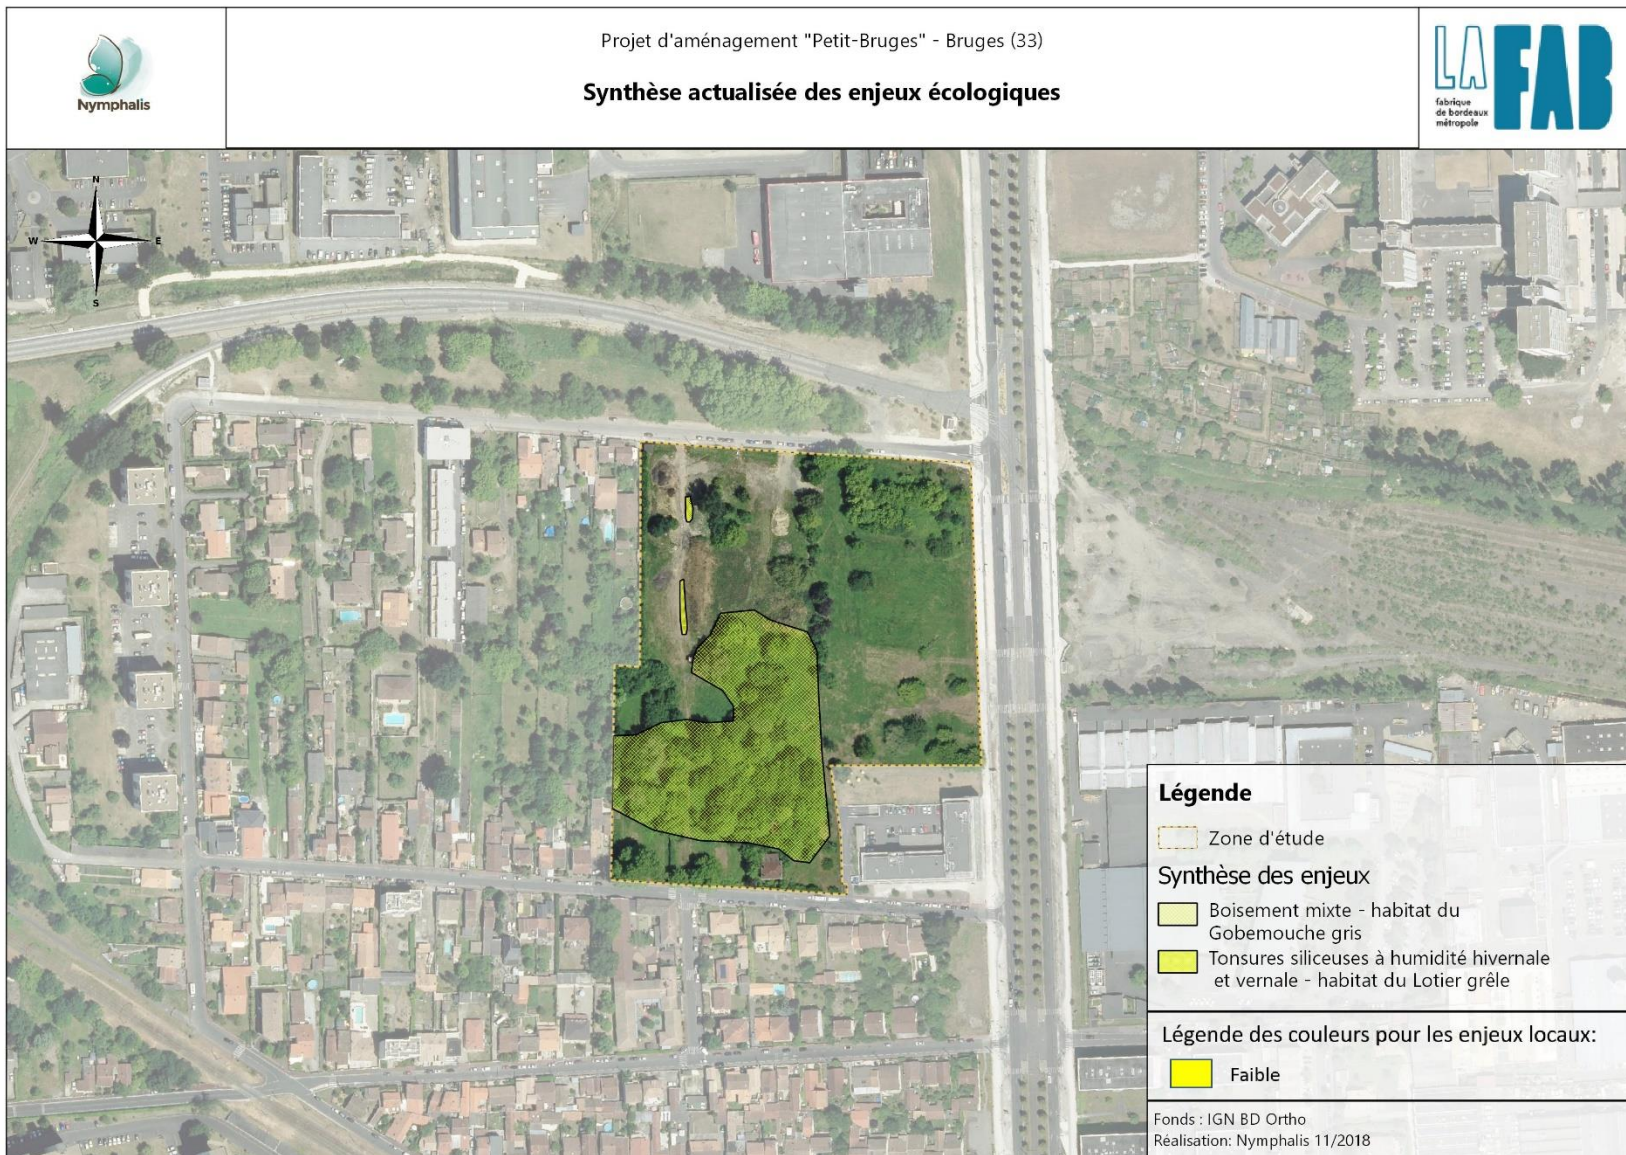 Nymphalis
Projet d'aménagement "Petit-Bruges" - Bruges (33)
Synthèse actualisée des enjeux écologiques
LA FAB
fabrique
de bordeaux
métropole
N
W
E
S
Légende
Zone d'étude
Synthèse des enjeux
Boisement mixte - habitat du
Gobemouche gris
Tonsures siliceuses à humidité hivernale
et vernale - habitat du Lotier grêle
Légende des couleurs pour les enjeux locaux:
Faible
Fonds : IGN BD Ortho
Réalisation: Nymphalis 11/2018